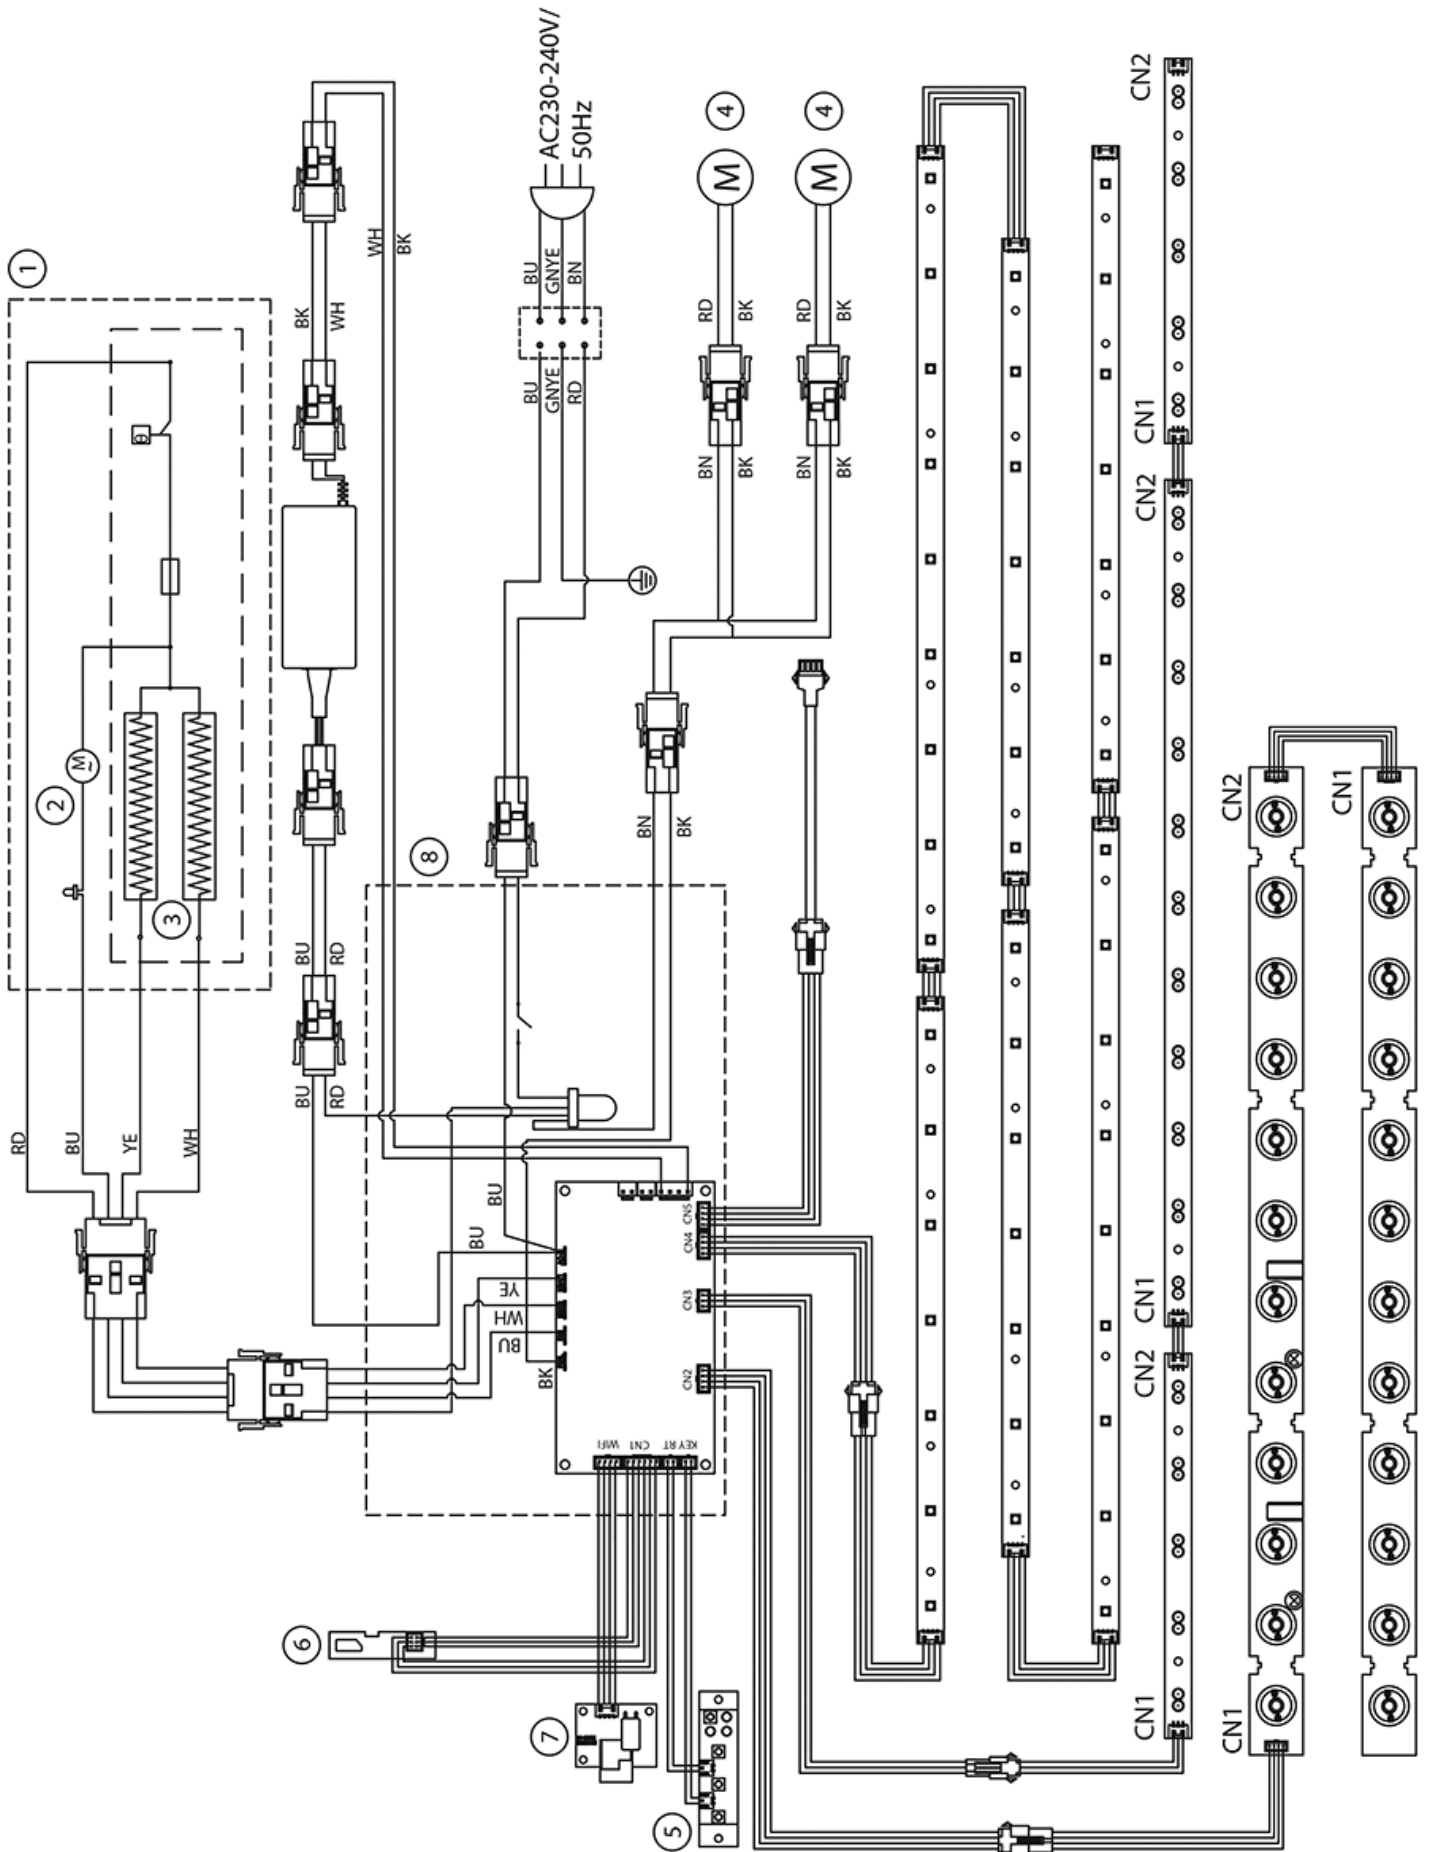 RD
1
BU
2
M
~
YE
θ
3
WH
6
BU
BU
BK
RD
RD
WH
WH
BK
8
BU
BU
YE
WH
BU
BK
7
BU
BU
AC230-240V/
50Hz
GNYE
GNYE
RD
BN
WIFI
CN1
RT
KEY
BN
BK
5
CN2
CN3
CN4
CN5
BN
RD
M
4
BK
BK
BN
RD
M
4
BK
BK
CN1
CN2
CN1
CN2
CN1
CN2
CN1
CN2
CN1